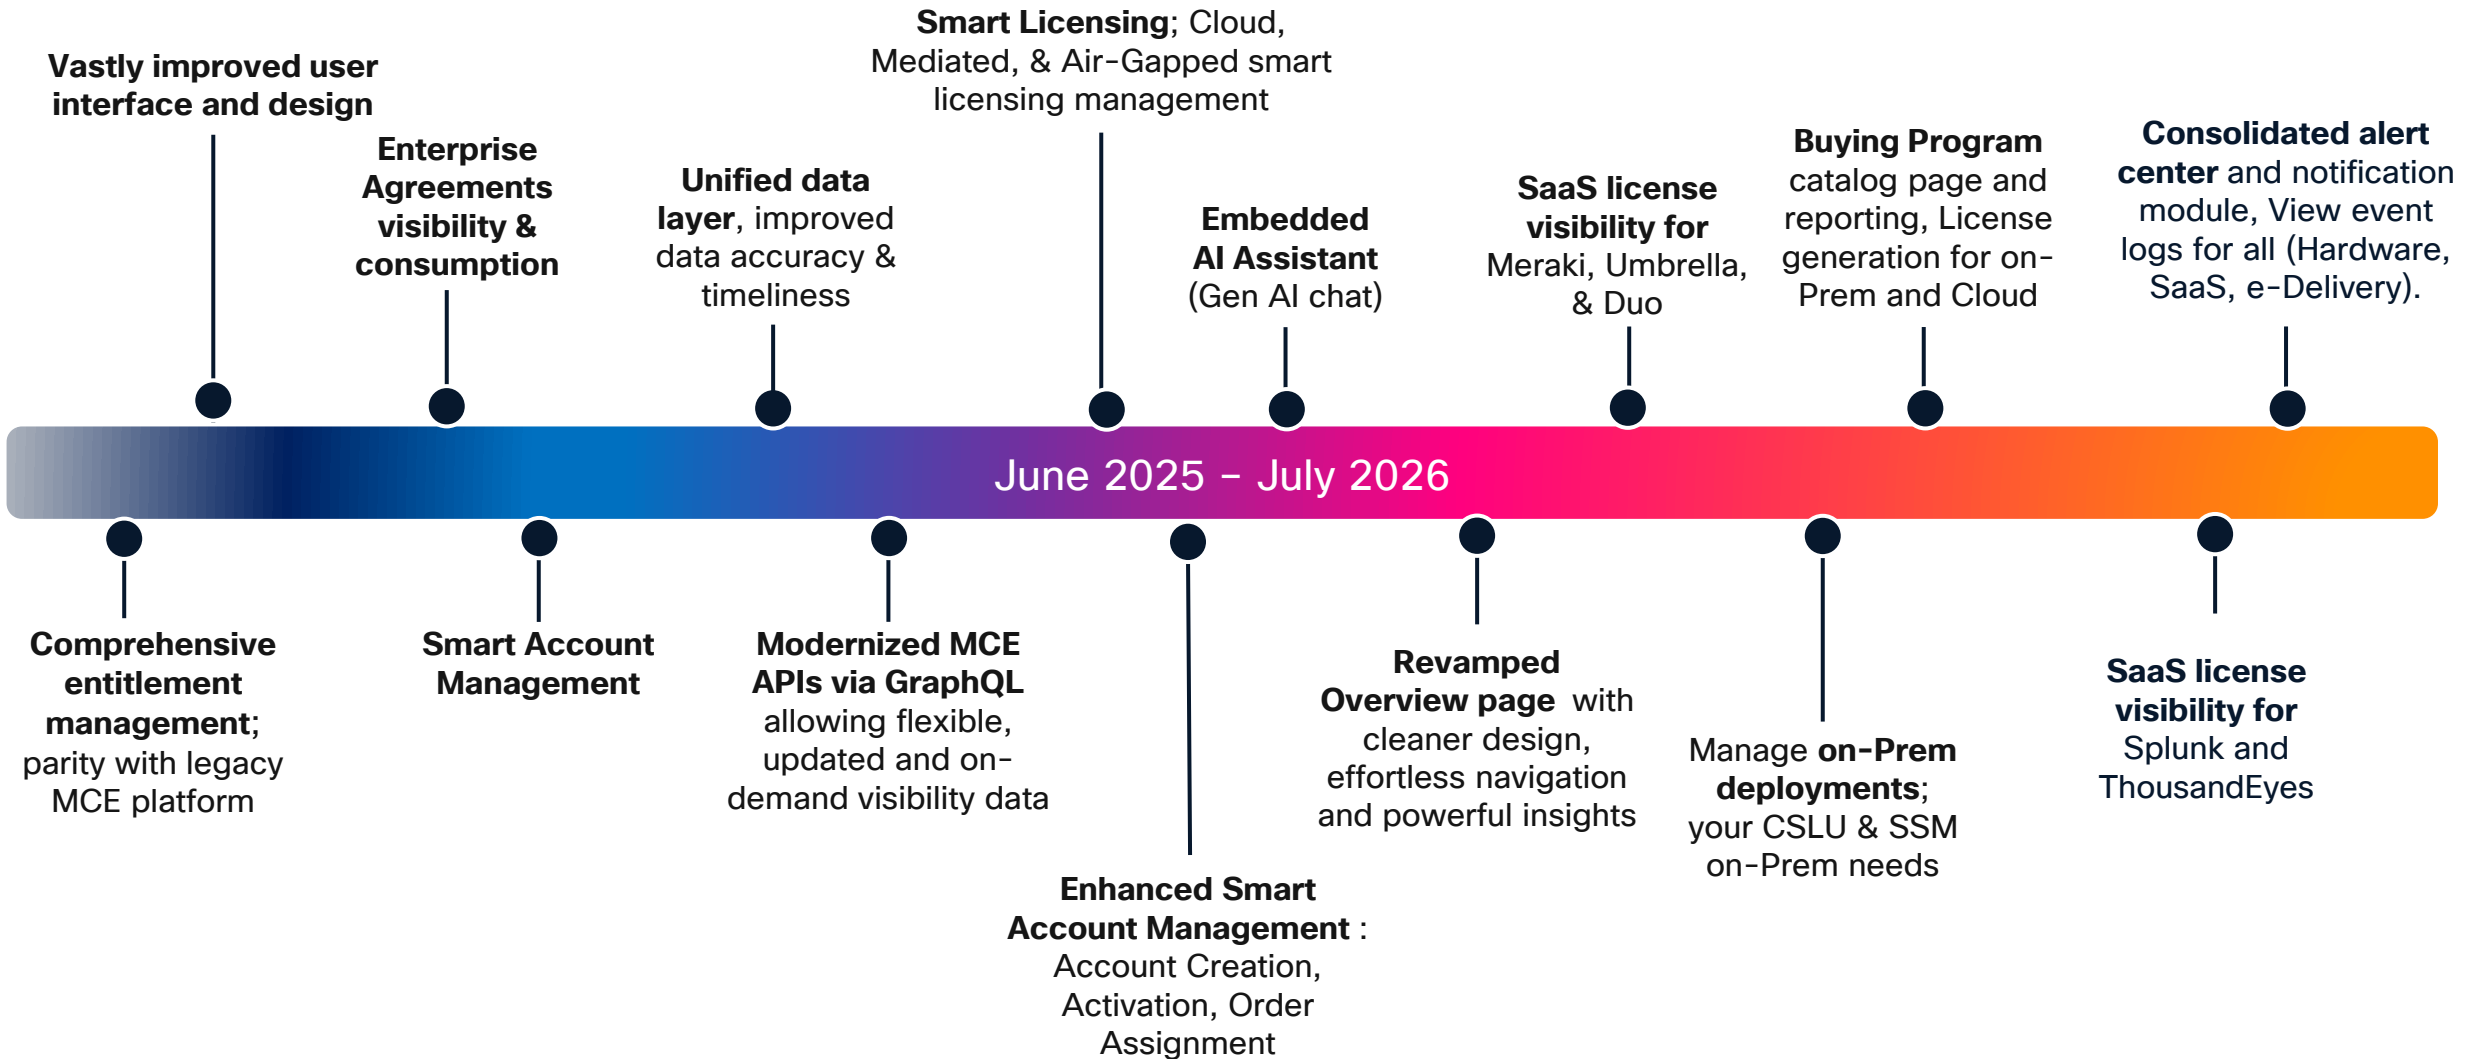 Vastly improved user
interface and design
Enterprise
Agreements
visibility &
consumption
Unified data
layer, improved
data accuracy &
timeliness
Smart Licensing; Cloud,
Mediated, & Air-Gapped smart
licensing management
Embedded
AI Assistant
(Gen AI chat)
SaaS license
visibility for
Meraki, Umbrella,
& Duo
Buying Program
catalog page and
reporting, License
generation for on-
Prem and Cloud
Consolidated alert
center and notification
module, View event
logs for all (Hardware,
SaaS, e-Delivery).
June 2025 – July 2026
Comprehensive
entitlement
management;
parity with legacy
MCE platform
Smart Account
Management
Modernized MCE
APIs via GraphQL
allowing flexible,
updated and on-
demand visibility data
Enhanced Smart
Account Management :
Account Creation,
Activation, Order
Assignment
Revamped
Overview page with
cleaner design,
effortless navigation
and powerful insights
Manage on-Prem
deployments;
your CSLU & SSM
on-Prem needs
SaaS license
visibility for
Splunk and
ThousandEyes